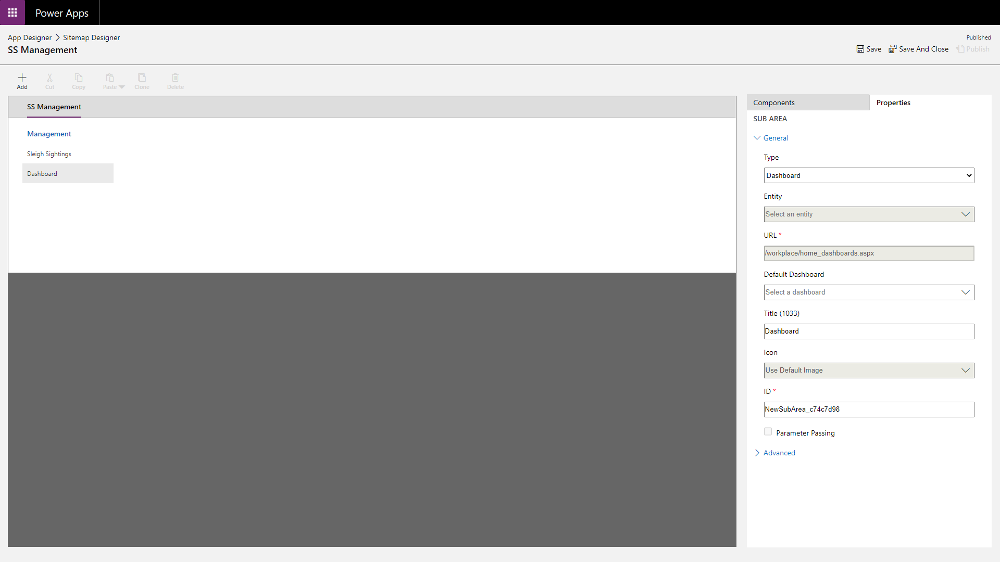 Power Apps
App Designer Sitemap Designer
SS Management
Published
Save
Save And Close
Publish
Add
Cut
Copy
Paste
Clone
Delete
SS Management
Management
Sleigh Sightings
Dashboard
Components
Properties
SUB AREA
General
Type
Dashboard
Entity
Select an entity
URL *
/workplace/home_dashboards.aspx
Default Dashboard
Select a dashboard
Title (1033)
Dashboard
Icon
Use Default Image
ID *
NewSubArea_c74c7d98
Parameter Passing
Advanced